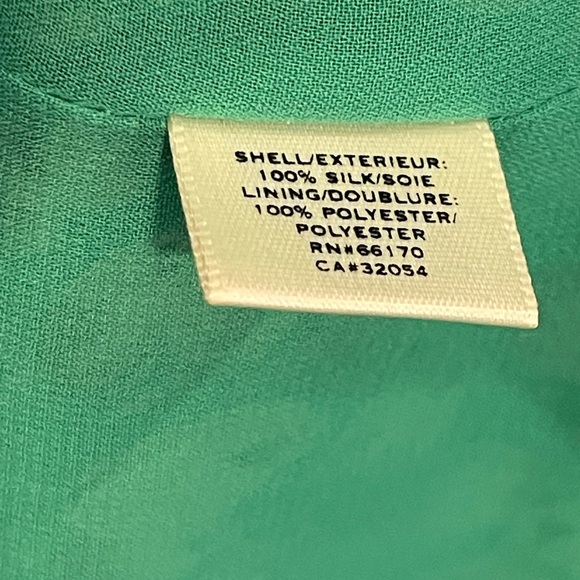 SHELL/EXTERIEUR:
100% SILK/SOIE
LINING/DOUBLURE:
100% POLYESTER/
POLYESTER
RN#66170
CA#32054